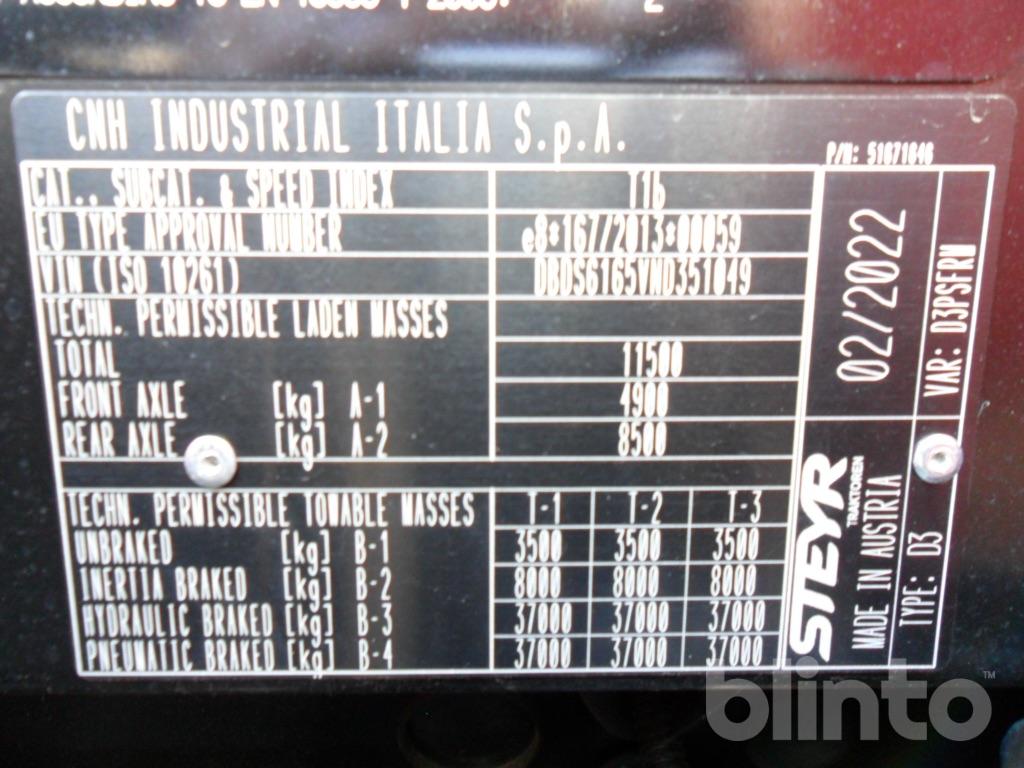 CNH INDUSTRIAL ITALIA S.p.A.
P/N: 51671646
CAT., SUBCAT. & SPEED INDEX T1b
EU TYPE APPROVAL NUMBER e8*167/2013*00059
VIN (ISO 10261)
TECHN. PERMISSIBLE LADEN MASSES
TOTAL 11500
FRONT AXLE [kg] A-1 4900
REAR AXLE [kg] A-2 8500
TECHN. PERMISSIBLE TOWABLE MASSES T-1 T-2 T-3
UNBRAKED [kg] B-1 3500 3500 3500
INERTIA BRAKED [kg] B-2 8000 8000 8000
HYDRAULIC BRAKED [kg] B-3 37000 37000 37000
PNEUMATIC BRAKED [kg] B-4 37000 37000 37000
STEYR
TRAKTOREN
02/2022
MADE IN AUSTRIA
VAR: D3PSFRW
TYPE: D3
blinto™